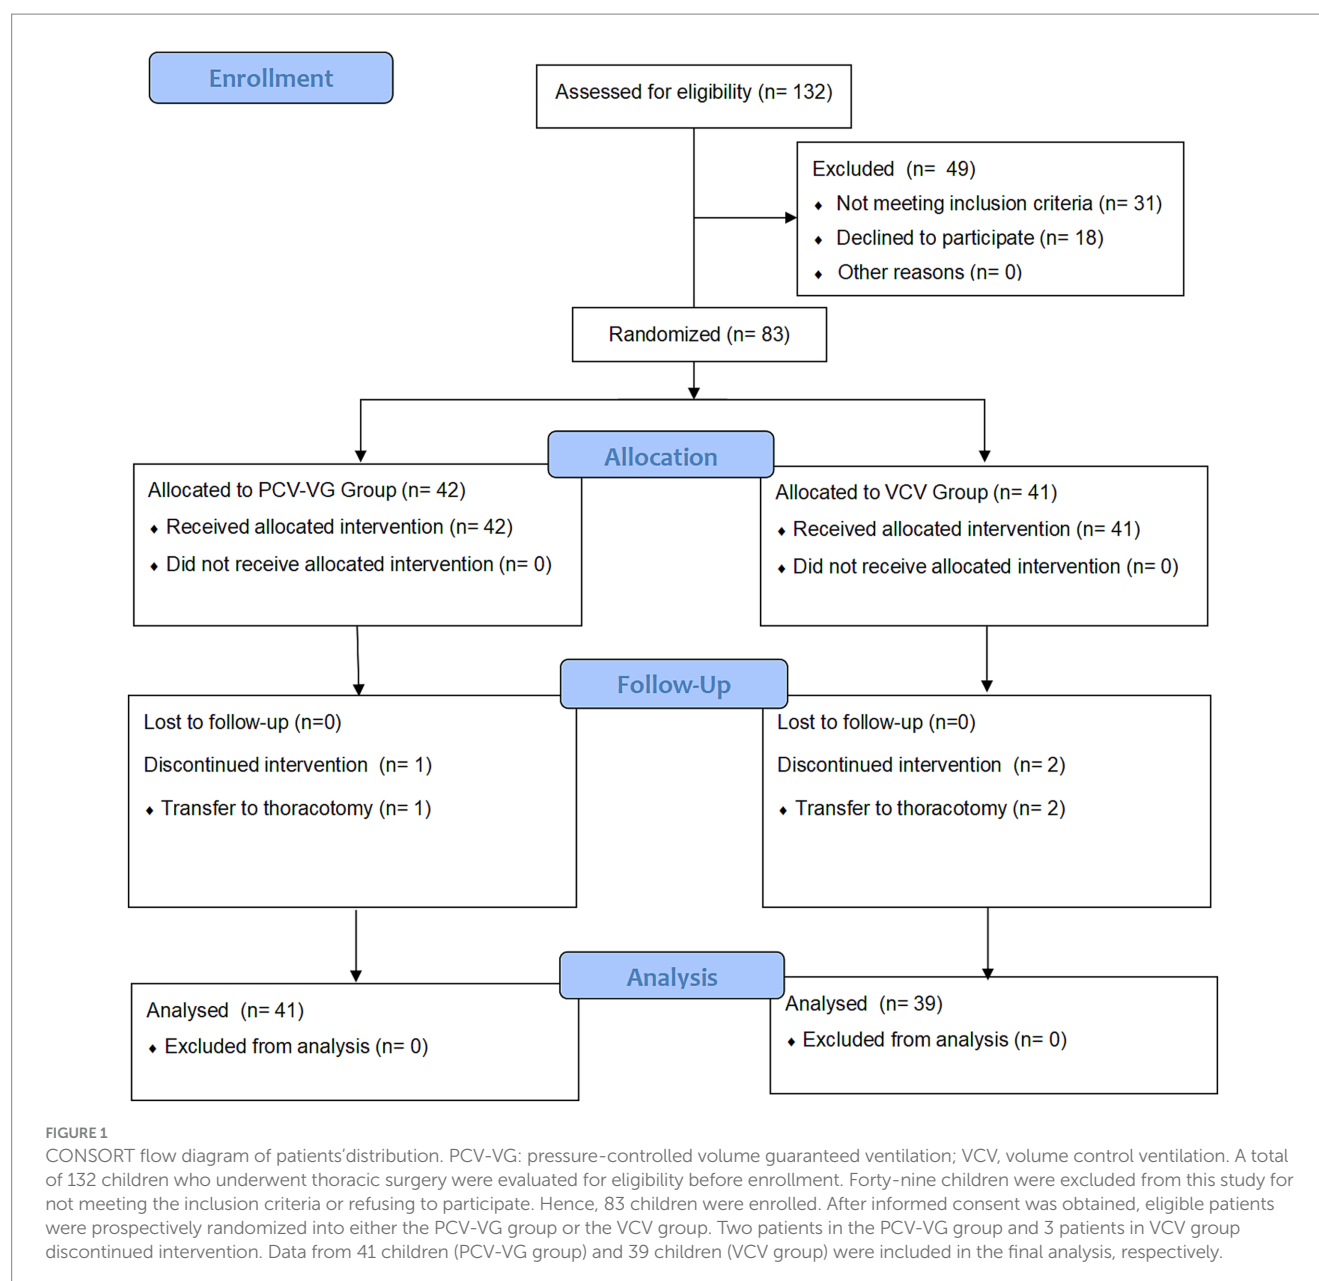 Enrollment
Assessed for eligibility (n= 132)
Excluded (n= 49)
♦ Not meeting inclusion criteria (n= 31)
♦ Declined to participate (n= 18)
♦ Other reasons (n= 0)
Randomized (n= 83)
Allocation
Allocated to PCV-VG Group (n= 42)
♦ Received allocated intervention (n= 42)
♦ Did not receive allocated intervention (n= 0)
Allocated to VCV Group (n= 41)
♦ Received allocated intervention (n= 41)
♦ Did not receive allocated intervention (n= 0)
Follow-Up
Lost to follow-up (n=0)
Discontinued intervention (n= 1)
♦ Transfer to thoracotomy (n= 1)
Lost to follow-up (n=0)
Discontinued intervention (n= 2)
♦ Transfer to thoracotomy (n= 2)
Analysis
Analysed (n= 41)
♦ Excluded from analysis (n= 0)
Analysed (n= 39)
♦ Excluded from analysis (n= 0)
FIGURE 1
CONSORT flow diagram of patients'distribution. PCV-VG: pressure-controlled volume guaranteed ventilation; VCV, volume control ventilation. A total
of 132 children who underwent thoracic surgery were evaluated for eligibility before enrollment. Forty-nine children were excluded from this study for
not meeting the inclusion criteria or refusing to participate. Hence, 83 children were enrolled. After informed consent was obtained, eligible patients
were prospectively randomized into either the PCV-VG group or the VCV group. Two patients in the PCV-VG group and 3 patients in VCV group
discontinued intervention. Data from 41 children (PCV-VG group) and 39 children (VCV group) were included in the final analysis, respectively.